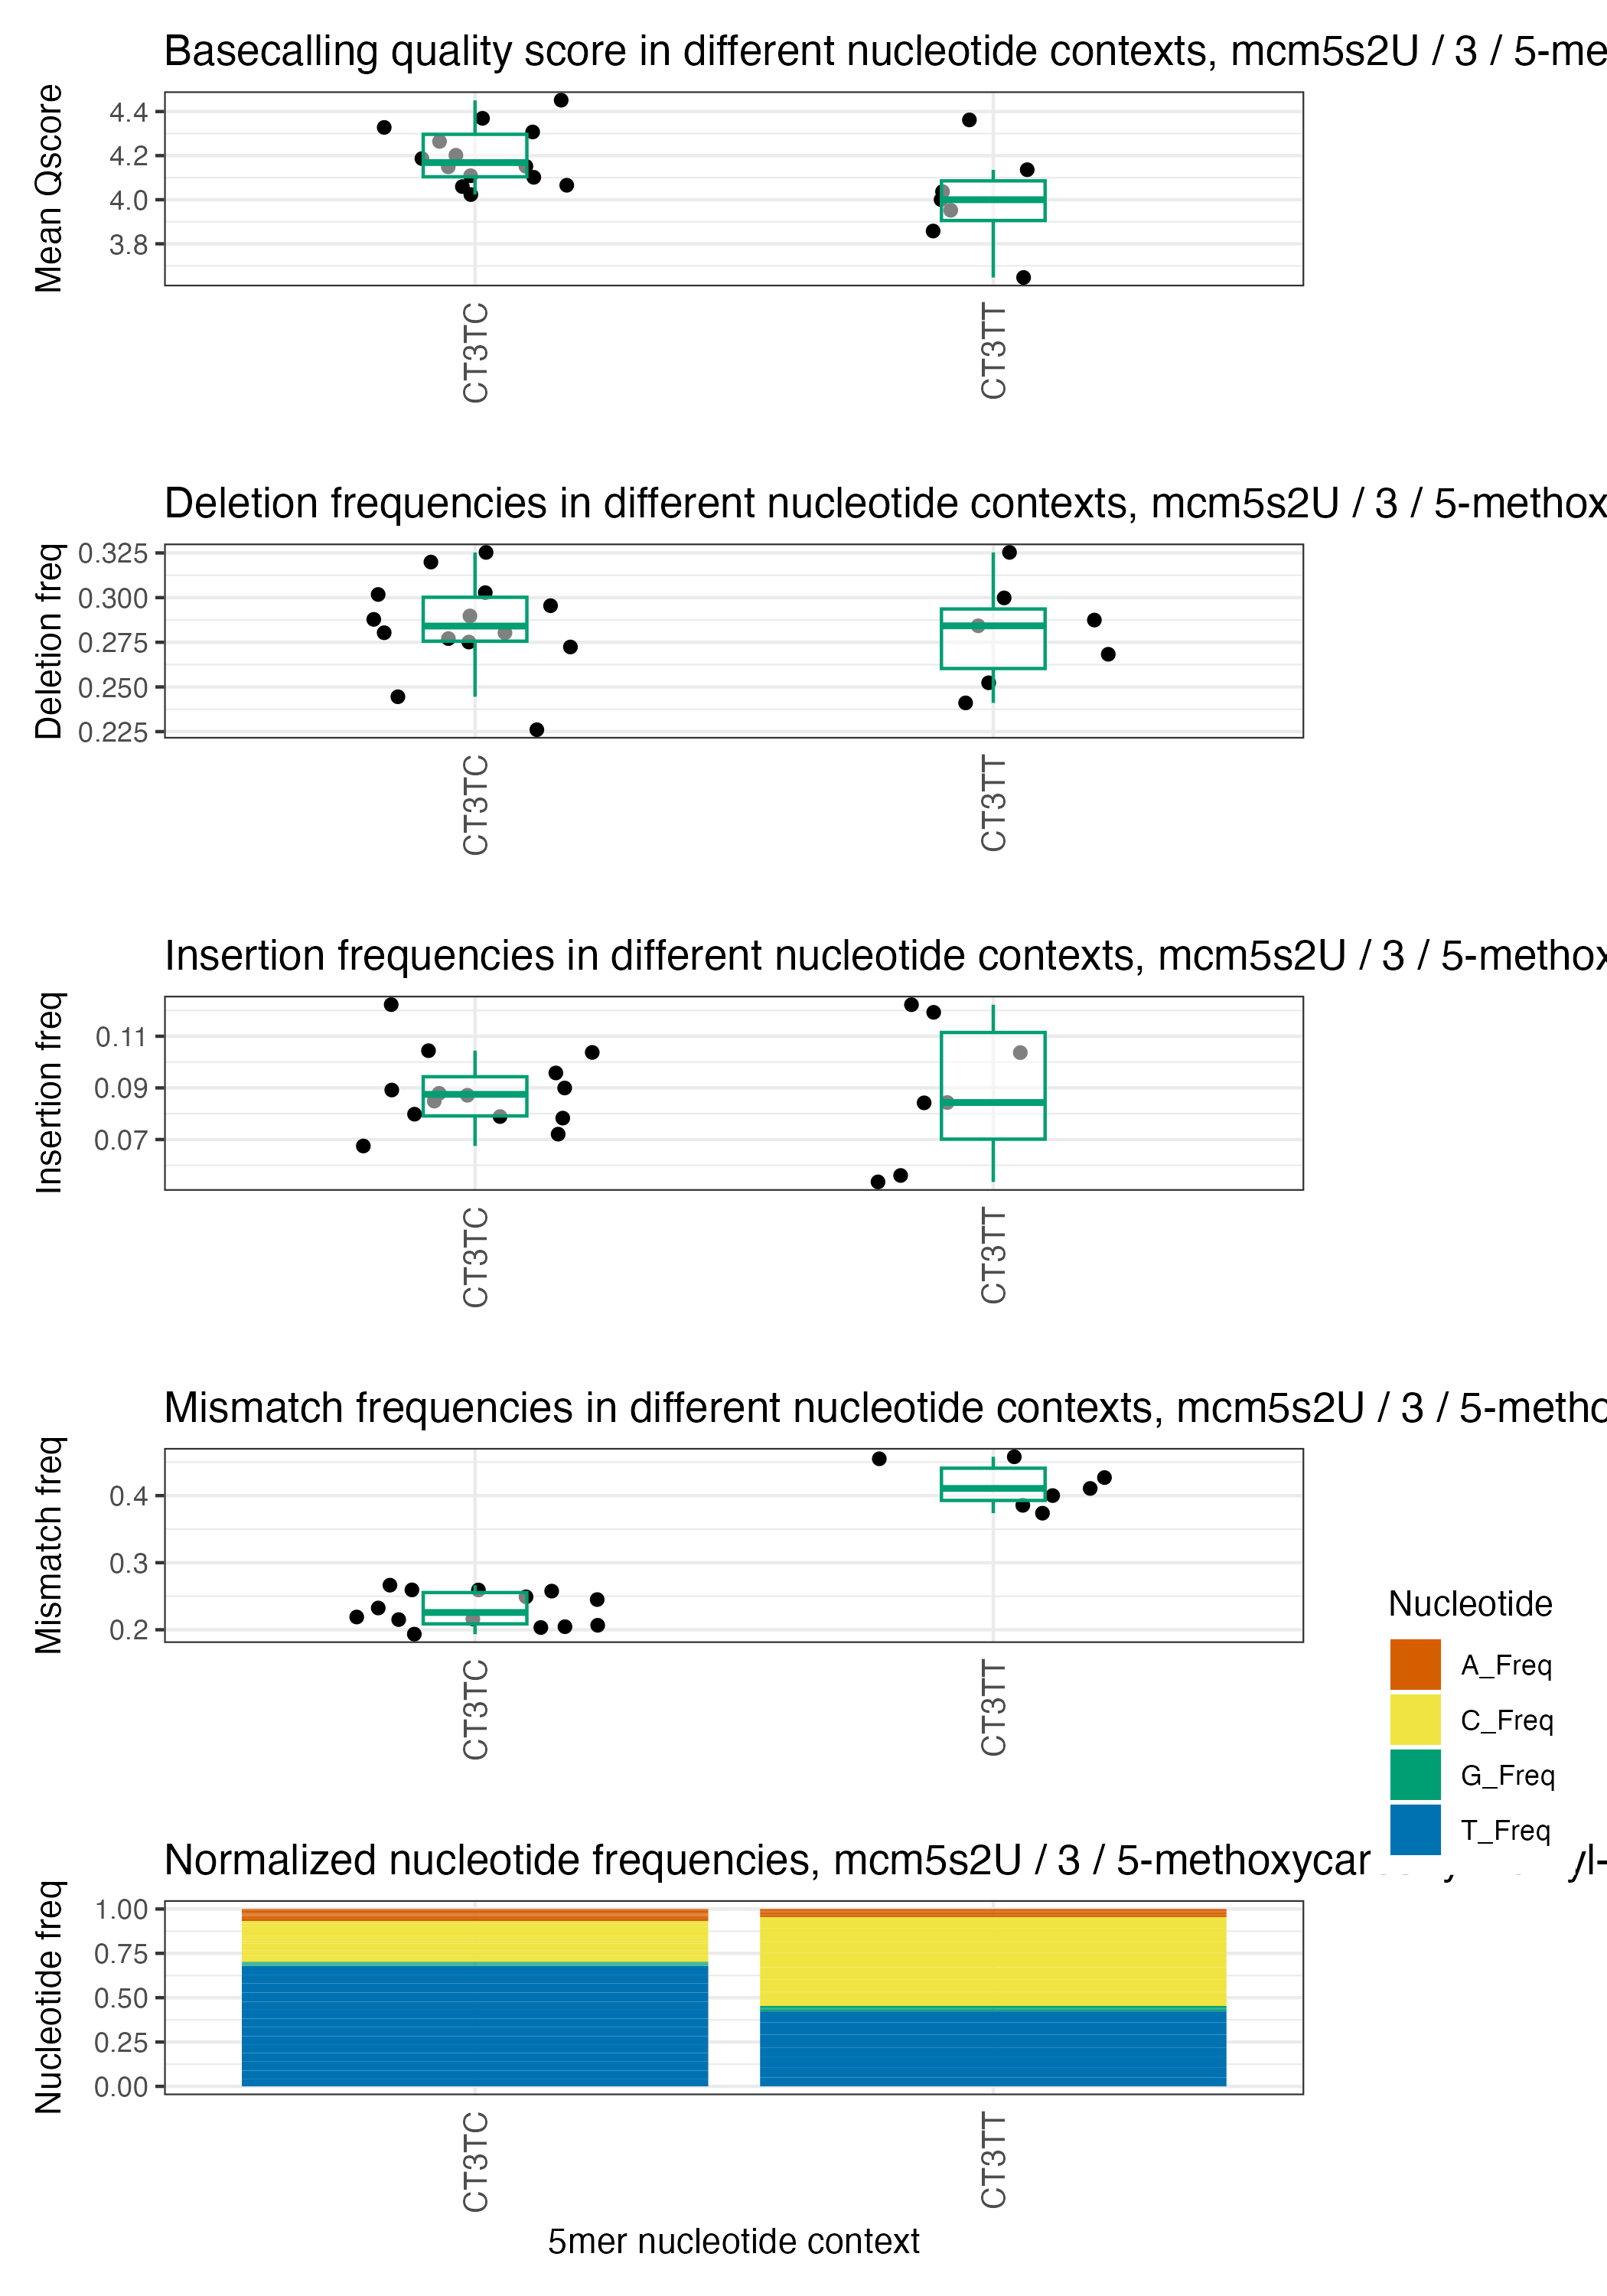 Basecalling quality score in different nucleotide contexts, mcm5s2U / 3 / 5-me
Mean Qscore
4.4
4.2
4.0
3.8
CT3TC
CT3TT
Deletion frequencies in different nucleotide contexts, mcm5s2U / 3 / 5-methox
Deletion freq
0.325
0.300
0.275
0.250
0.225
CT3TC
CT3TT
Insertion frequencies in different nucleotide contexts, mcm5s2U / 3 / 5-methox
Insertion freq
0.11
0.09
0.07
CT3TC
CT3TT
Mismatch frequencies in different nucleotide contexts, mcm5s2U / 3 / 5-metho
Mismatch freq
0.4
0.3
0.2
CT3TC
CT3TT
Nucleotide
A_Freq
C_Freq
G_Freq
T_Freq
Normalized nucleotide frequencies, mcm5s2U / 3 / 5-methoxycar yl-
Nucleotide freq
1.00
0.75
0.50
0.25
0.00
CT3TC
CT3TT
5mer nucleotide context